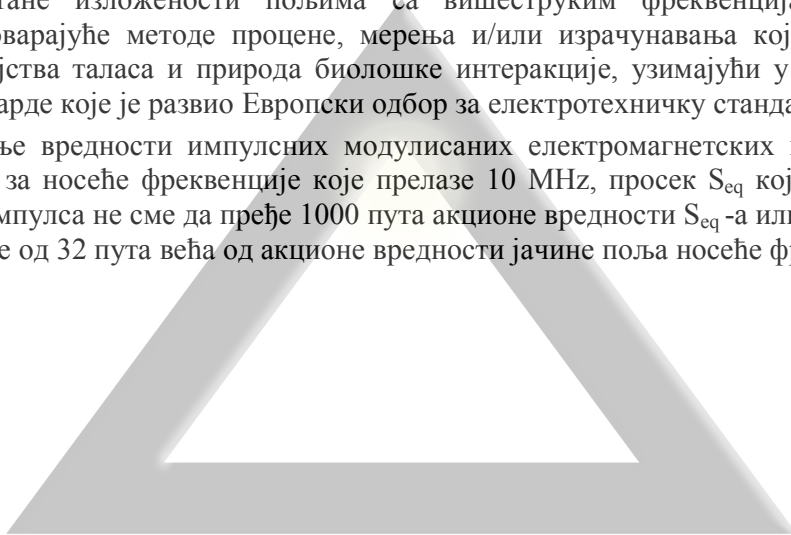 тане изложености пољима са вишеструким фреквенција
оварајуће методе процене, мерења и/или израчунавања кој
јства таласа и природа биолошке интеракције, узимајући у
арде које је развио Европски одбор за електротехничку станда
ње вредности импулсних модулисаних електромагнетских
за носеће фреквенције које прелазе 10 MHz, просек Seq кој
мпулса не сме да пређе 1000 пута акционе вредности Seq -а или
е од 32 пута већа од акционе вредности јачине поља носеће ф